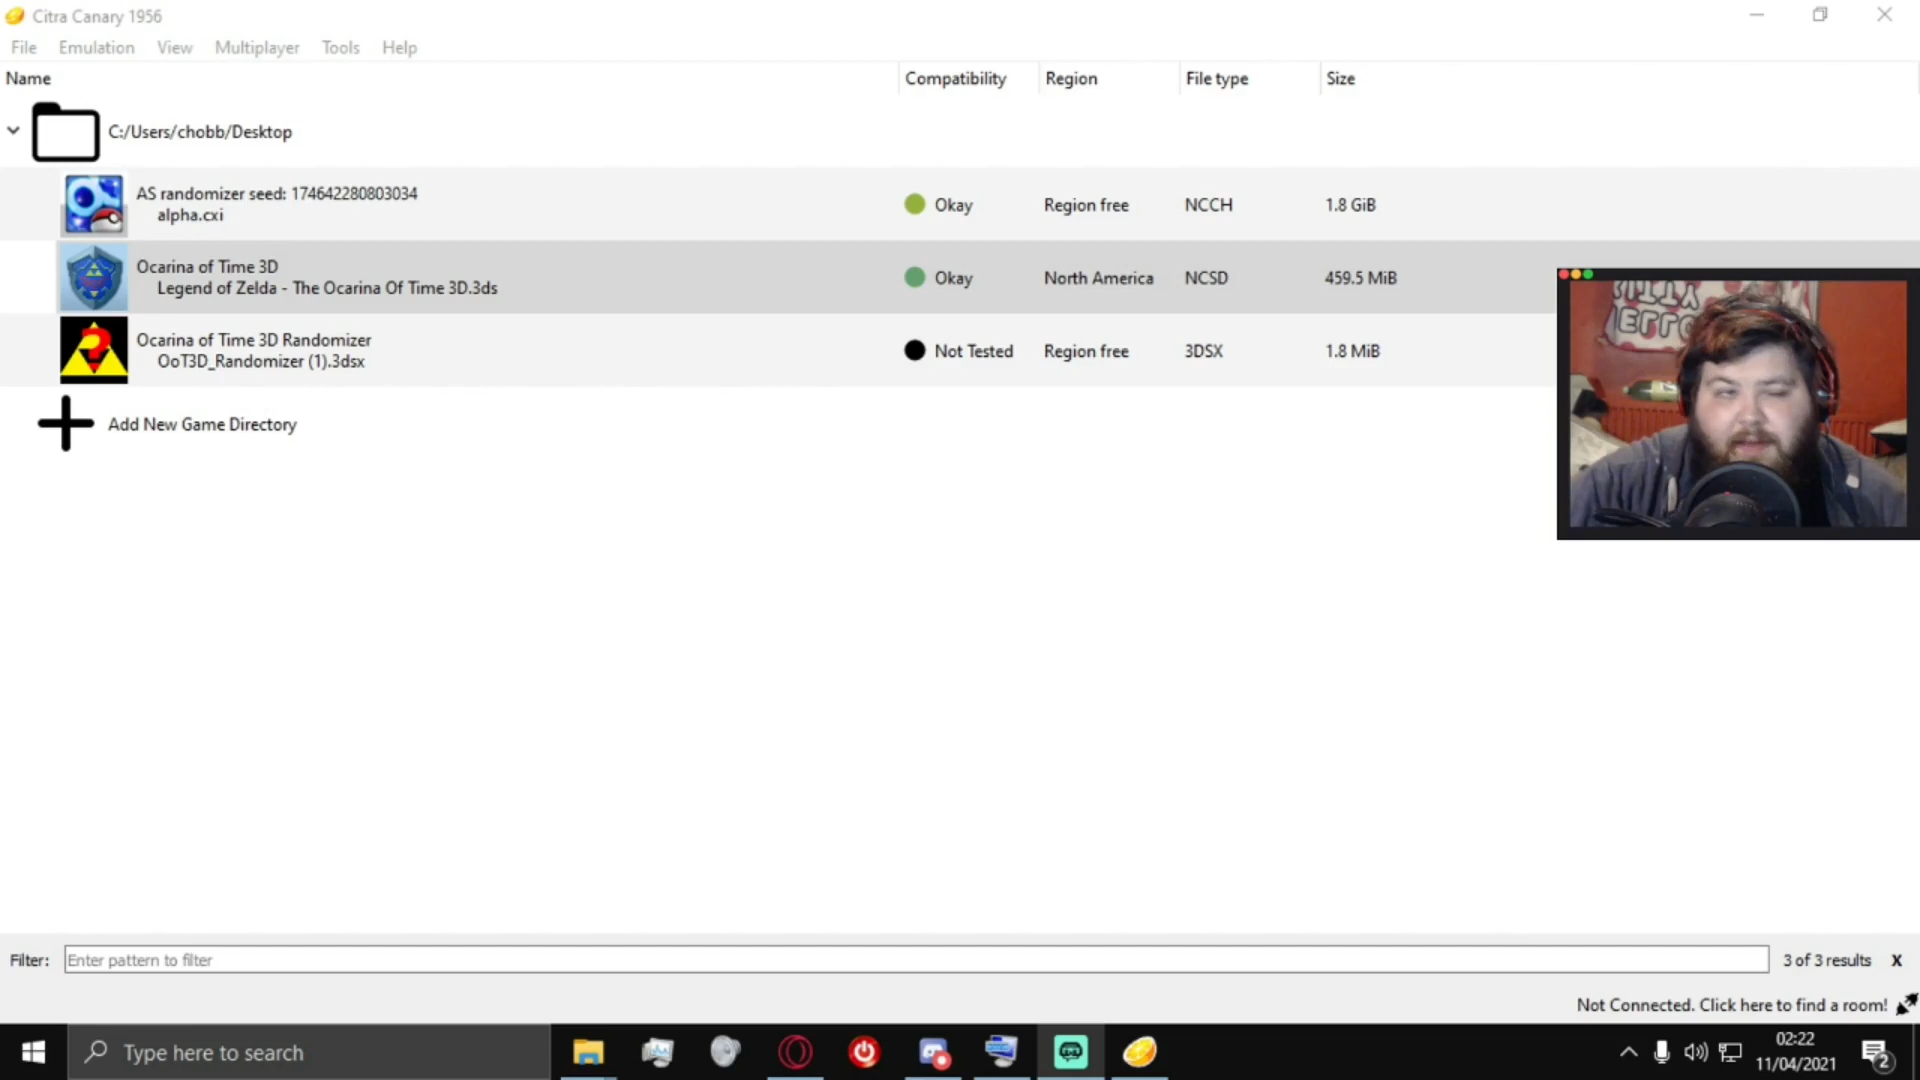 Citra Canary 1956
File Emulation View Multiplayer Tools Help
Name Compatibility Region File type Size
C:/Users/chobb/Desktop
AS randomizer seed: 174642280803034
alpha.cxi
Okay Region free NCCH 1.8 GiB
Ocarina of Time 3D
Legend of Zelda - The Ocarina Of Time 3D.3ds
Okay North America NCSD 459.5 MiB
Ocarina of Time 3D Randomizer
OoT3D_Randomizer (1).3dsx
Not Tested Region free 3DSX 1.8 MiB
Add New Game Directory
Filter: Enter pattern to filter 3 of 3 results X
Not Connected. Click here to find a room!
Type here to search
02:22
11/04/2021
2